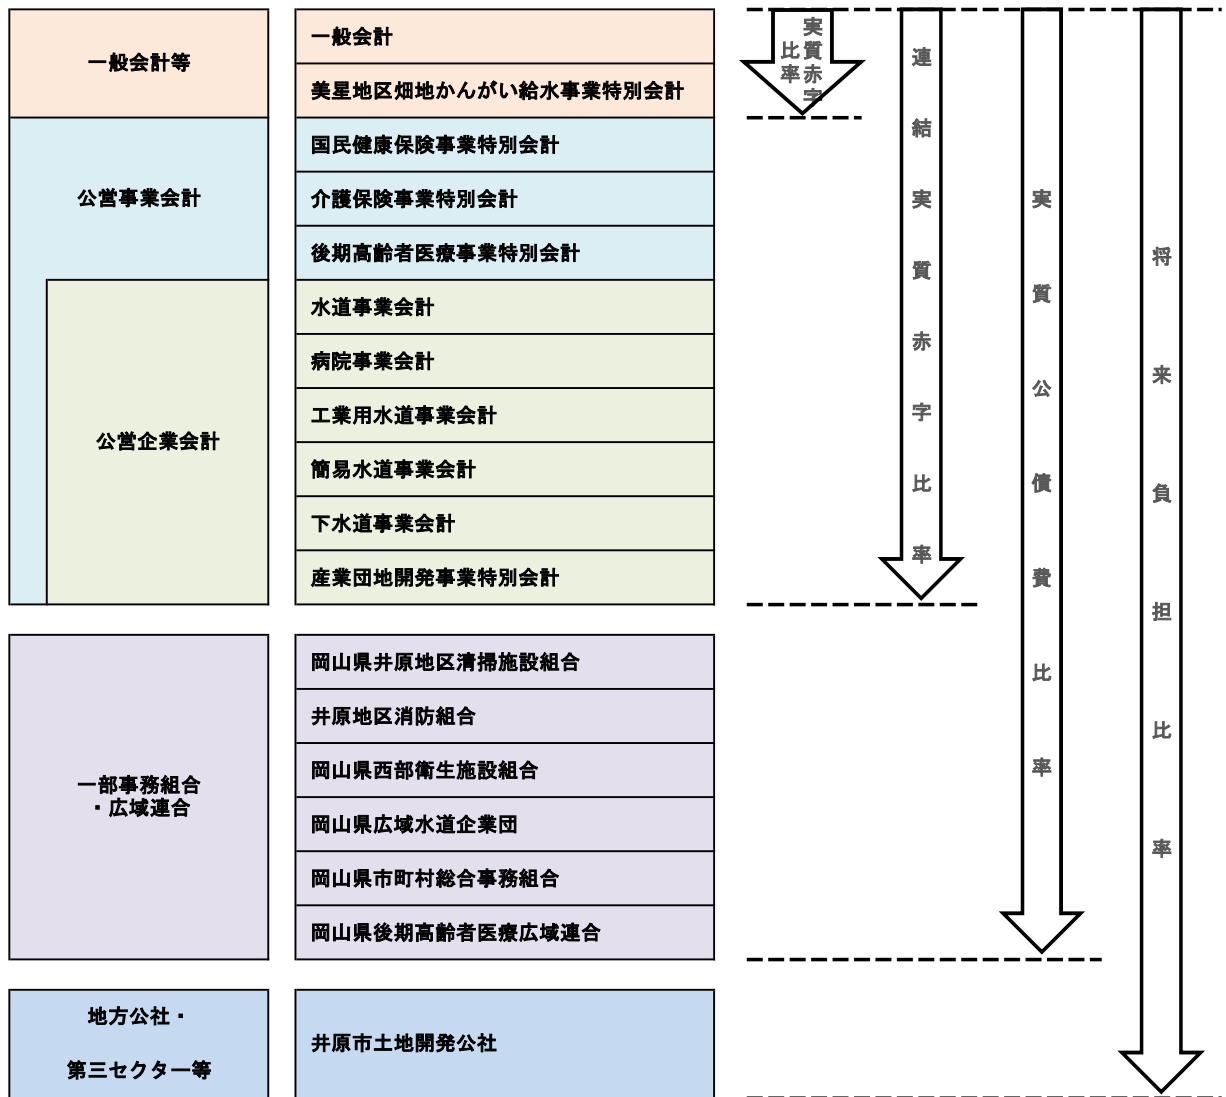 一般会計等
一般会計
美星地区畑地かんがい給水事業特別会計
公営事業会計
国民健康保険事業特別会計
介護保険事業特別会計
後期高齢者医療事業特別会計
公営企業会計
水道事業会計
病院事業会計
工業用水道事業会計
簡易水道事業会計
下水道事業会計
産業団地開発事業特別会計
一部事務組合
・広域連合
岡山県井原地区清掃施設組合
井原地区消防組合
岡山県西部衛生施設組合
岡山県広域水道企業団
岡山県市町村総合事務組合
岡山県後期高齢者医療広域連合
地方公社・
第三セクター等
井原市土地開発公社
実質赤字
比率
連結実質赤字比率
実質公債費比率
将来負担比率